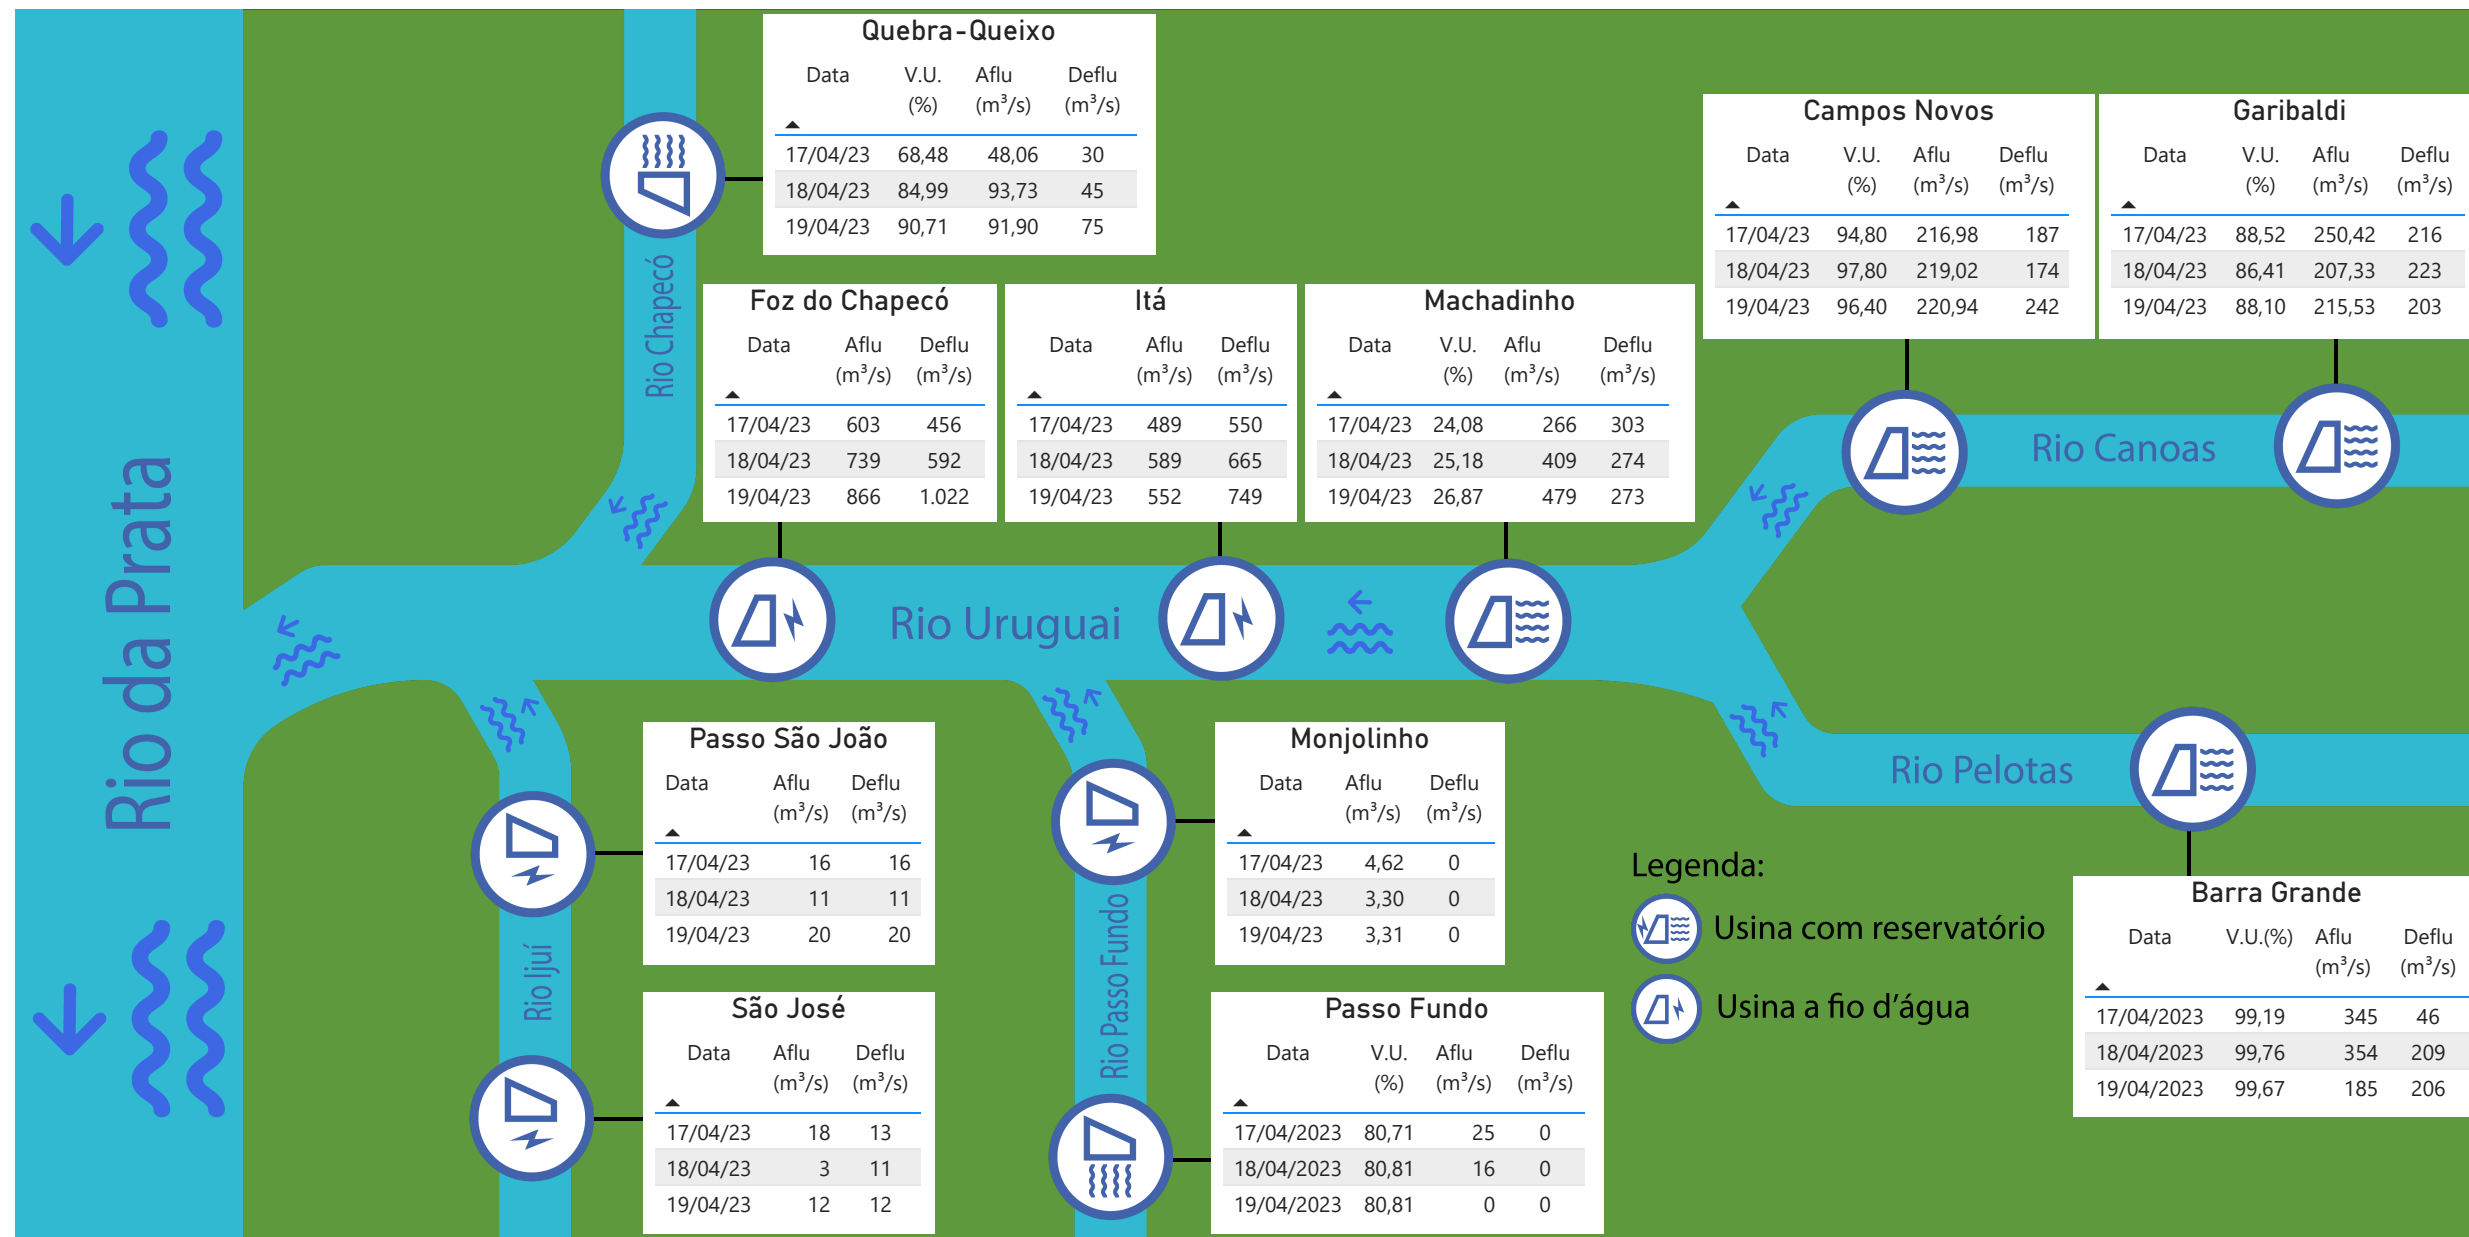 Quebra-Queixo
Data V.U. (%) Aflu (m³/s) Deflu (m³/s)
17/04/23 68,48 48,06 30
18/04/23 84,99 93,73 45
19/04/23 90,71 91,90 75
Campos Novos
Data V.U. (%) Aflu (m³/s) Deflu (m³/s)
17/04/23 94,80 216,98 187
18/04/23 97,80 219,02 174
19/04/23 96,40 220,94 242
Garibaldi
Data V.U. (%) Aflu (m³/s) Deflu (m³/s)
17/04/23 88,52 250,42 216
18/04/23 86,41 207,33 223
19/04/23 88,10 215,53 203
Rio Chapecó
Foz do Chapecó
Data Aflu (m³/s) Deflu (m³/s)
17/04/23 603 456
18/04/23 739 592
19/04/23 866 1.022
Itá
Data Aflu (m³/s) Deflu (m³/s)
17/04/23 489 550
18/04/23 589 665
19/04/23 552 749
Machadinho
Data V.U. (%) Aflu (m³/s) Deflu (m³/s)
17/04/23 24,08 266 303
18/04/23 25,18 409 274
19/04/23 26,87 479 273
Rio Canoas
Rio da Prata
Rio Uruguai
Rio Pelotas
Passo São João
Data Aflu (m³/s) Deflu (m³/s)
17/04/23 16 16
18/04/23 11 11
19/04/23 20 20
Monjolinho
Data Aflu (m³/s) Deflu (m³/s)
17/04/23 4,62 0
18/04/23 3,30 0
19/04/23 3,31 0
Rio Ijuí
Rio Passo Fundo
Legenda:
Usina com reservatório
Usina a fio d'água
Barra Grande
Data V.U.(%) Aflu (m³/s) Deflu (m³/s)
17/04/2023 99,19 345 46
18/04/2023 99,76 354 209
19/04/2023 99,67 185 206
São José
Data Aflu (m³/s) Deflu (m³/s)
17/04/23 18 13
18/04/23 3 11
19/04/23 12 12
Passo Fundo
Data V.U. (%) Aflu (m³/s) Deflu (m³/s)
17/04/2023 80,71 25 0
18/04/2023 80,81 16 0
19/04/2023 80,81 0 0